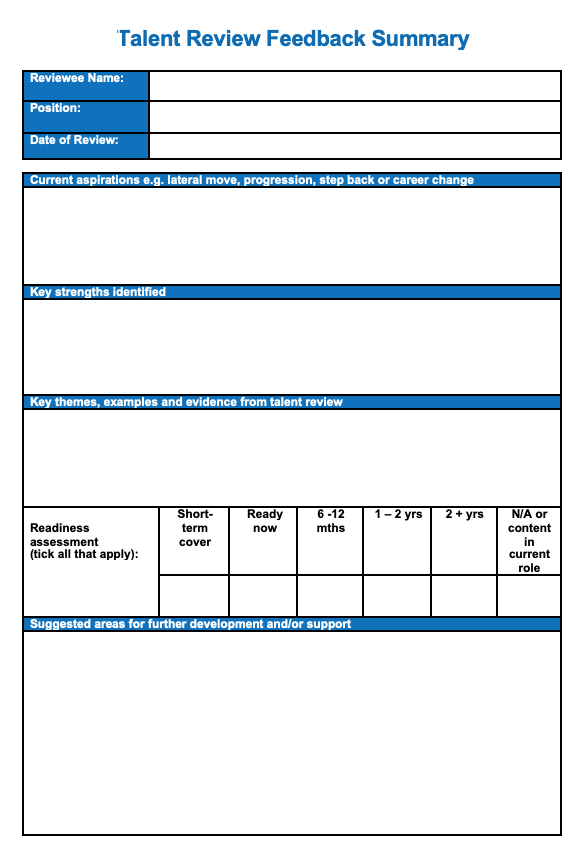 Talent Review Feedback Summary
Reviewee Name:
Position:
Date of Review:
Current aspirations e.g. lateral move, progression, step back or career change
Key strengths identified
Key themes, examples and evidence from talent review
Readiness
assessment
(tick all that apply):
Short-
term
cover
Ready
now
6 -12
mths
1 – 2 yrs
2 + yrs
N/A or
content
in
current
role
Suggested areas for further development and/or support